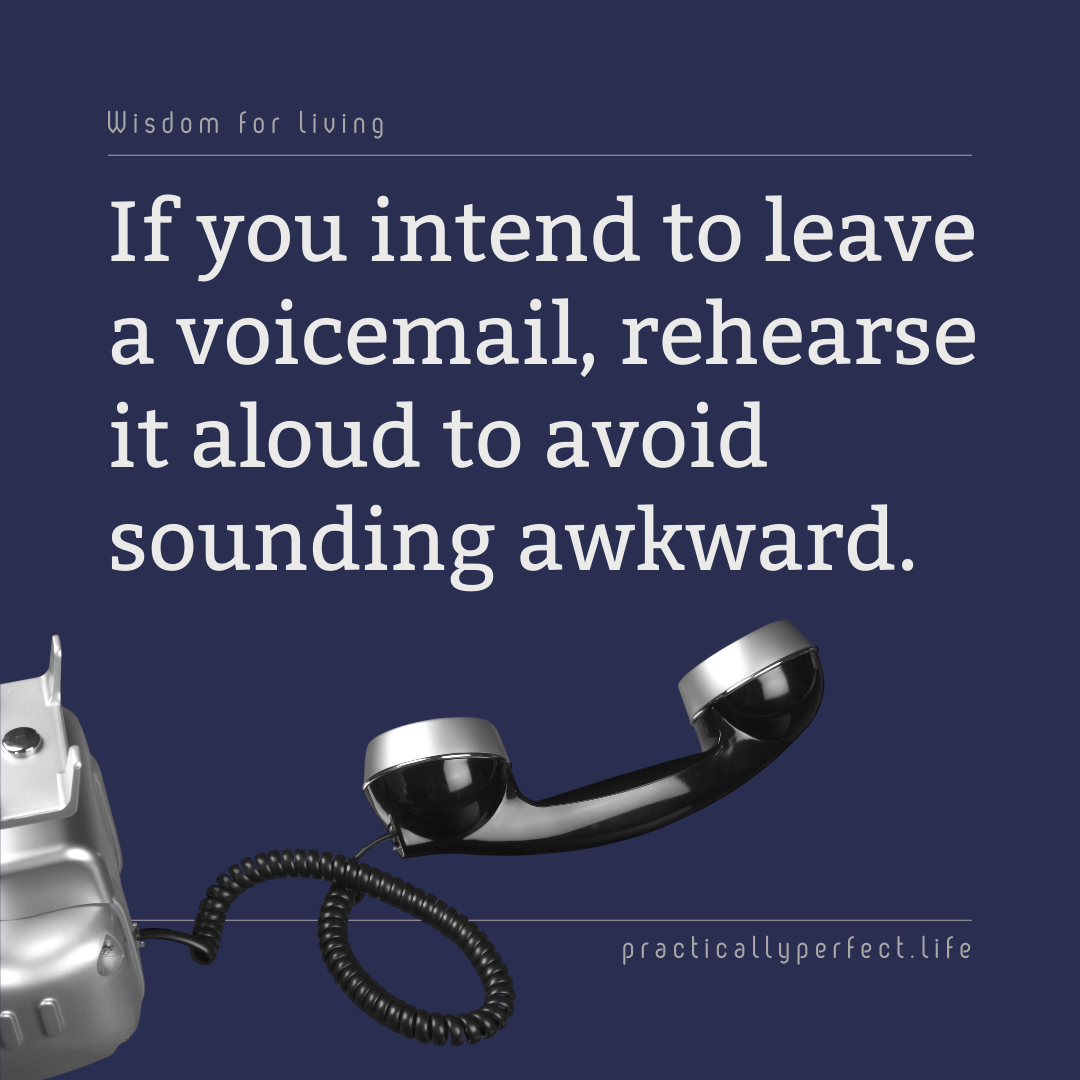 Wisdom for living
If you intend to leave
a voicemail, rehearse
it aloud to avoid
sounding awkward.
practicallyperfect.life